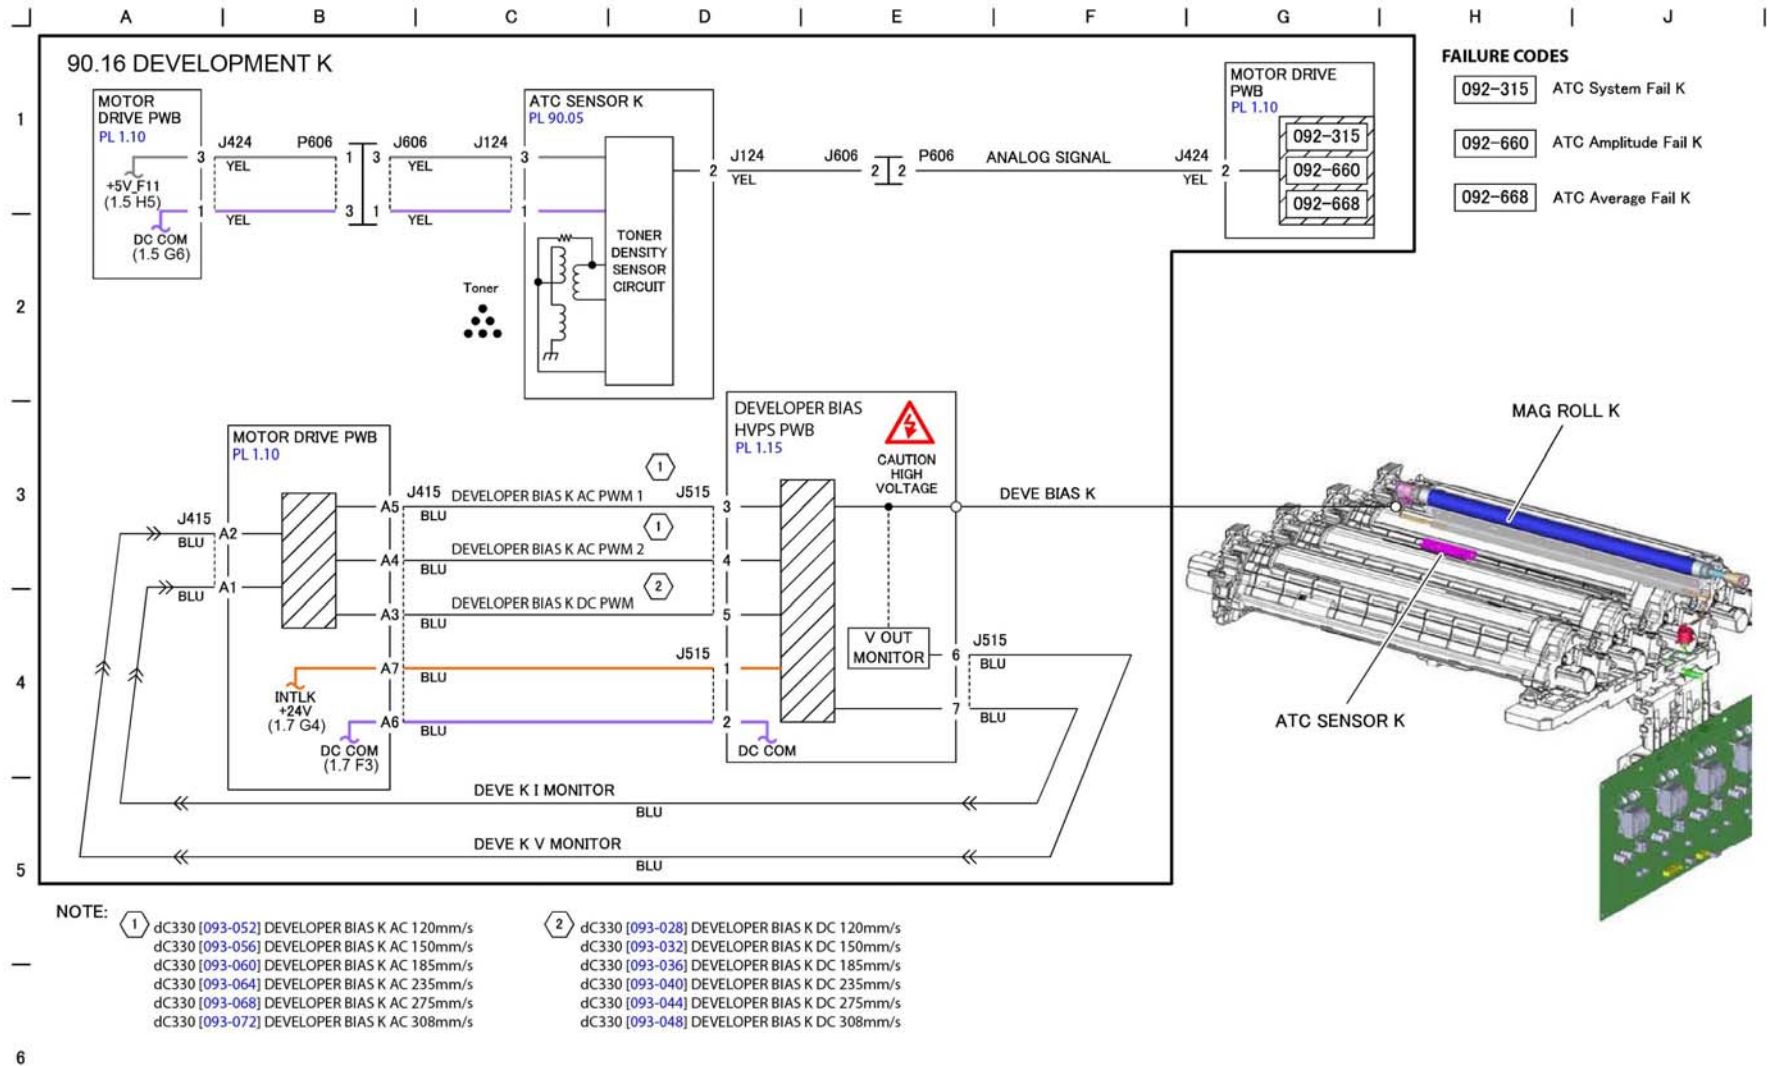 A B C D E F G H J
90.16 DEVELOPMENT K
FAILURE CODES
092-315 ATC System Fail K
092-660 ATC Amplitude Fail K
092-668 ATC Average Fail K
1
MOTOR
DRIVE PWB
PL 1.10
+5V_F11
(1.5 H5)
DC COM
(1.5 G6)
3 J424 P606 1 3 J606 J124 3
YEL YEL
1 3 1 1
YEL YEL
ATC SENSOR K
PL 90.05
TONER
DENSITY
SENSOR
CIRCUIT
Toner
2 J124 J606 2 2 P606 ANALOG SIGNAL J424 2
YEL YEL
MOTOR DRIVE
PWB
PL 1.10
092-315
092-660
092-668
2
3
MOTOR DRIVE PWB
PL 1.10
J415 A2
BLU
A1
BLU
A5 J415 DEVELOPER BIAS K AC PWM 1 1 J515 3
BLU
A4 DEVELOPER BIAS K AC PWM 2 1 4
BLU
A3 DEVELOPER BIAS K DC PWM 2 5
BLU
A7 J515 1
BLU
A6 2
BLU
INTLK
+24V
(1.7 G4)
DC COM
(1.7 F3)
DEVELOPER BIAS
HVPS PWB
PL 1.15
CAUTION
HIGH
VOLTAGE
DEVE BIAS K
V OUT
MONITOR
6 J515
BLU
7
BLU
DC COM
MAG ROLL K
ATC SENSOR K
4
DEVE K I MONITOR
BLU
DEVE K V MONITOR
BLU
5
NOTE:
1 dC330 [093-052] DEVELOPER BIAS K AC 120mm/s
dC330 [093-056] DEVELOPER BIAS K AC 150mm/s
dC330 [093-060] DEVELOPER BIAS K AC 185mm/s
dC330 [093-064] DEVELOPER BIAS K AC 235mm/s
dC330 [093-068] DEVELOPER BIAS K AC 275mm/s
dC330 [093-072] DEVELOPER BIAS K AC 308mm/s
2 dC330 [093-028] DEVELOPER BIAS K DC 120mm/s
dC330 [093-032] DEVELOPER BIAS K DC 150mm/s
dC330 [093-036] DEVELOPER BIAS K DC 185mm/s
dC330 [093-040] DEVELOPER BIAS K DC 235mm/s
dC330 [093-044] DEVELOPER BIAS K DC 275mm/s
dC330 [093-048] DEVELOPER BIAS K DC 308mm/s
6